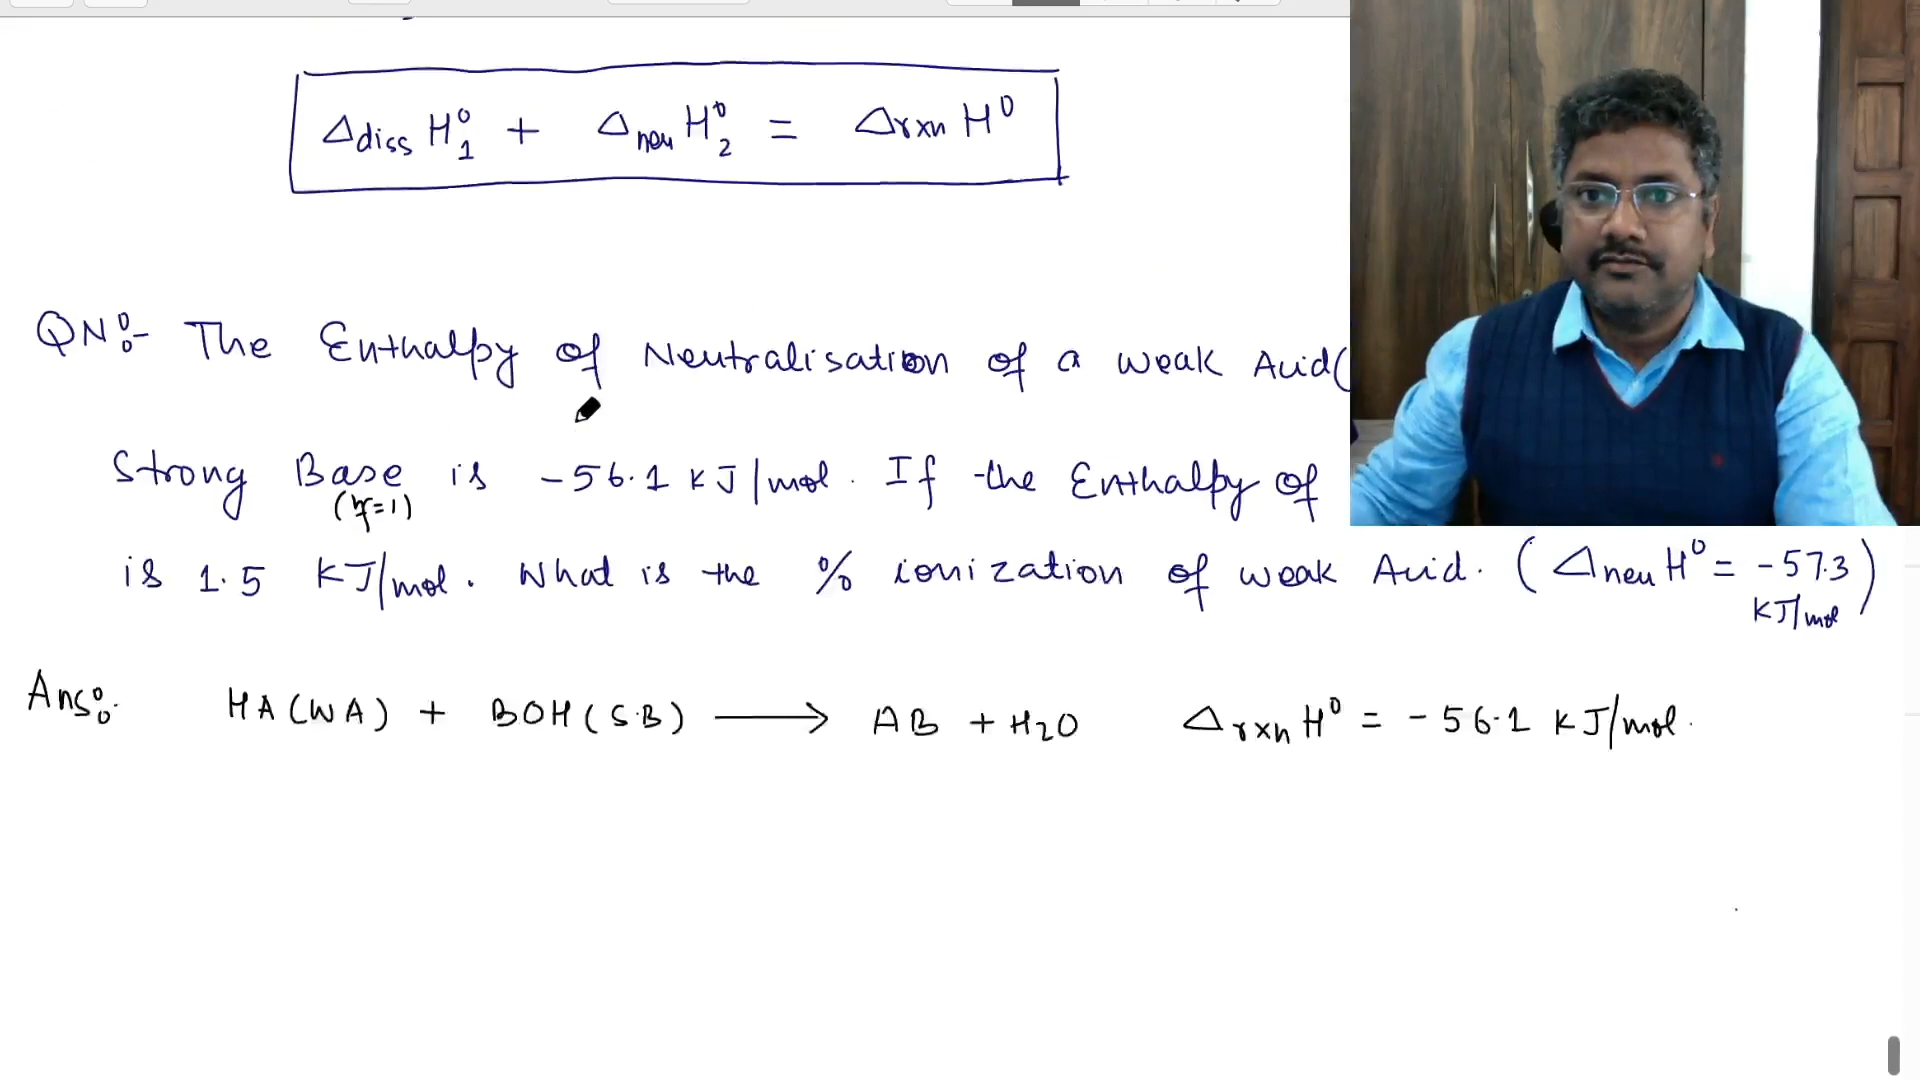 Δdiss H°1 + Δneu H°2 = Δrxn H°
QN:- The Enthalpy of Neutralisation of a weak Acid(
Strong Base is -56.1 KJ/mol. If the Enthalpy of
is 1.5 KJ/mol. What is the % ionization of weak Acid. (Δneu H° = -57.3
KJ/mol)
Ans:- HA(WA) + BOH(S.B) ⟶ AB + H2O Δrxn H° = -56.1 KJ/mol.